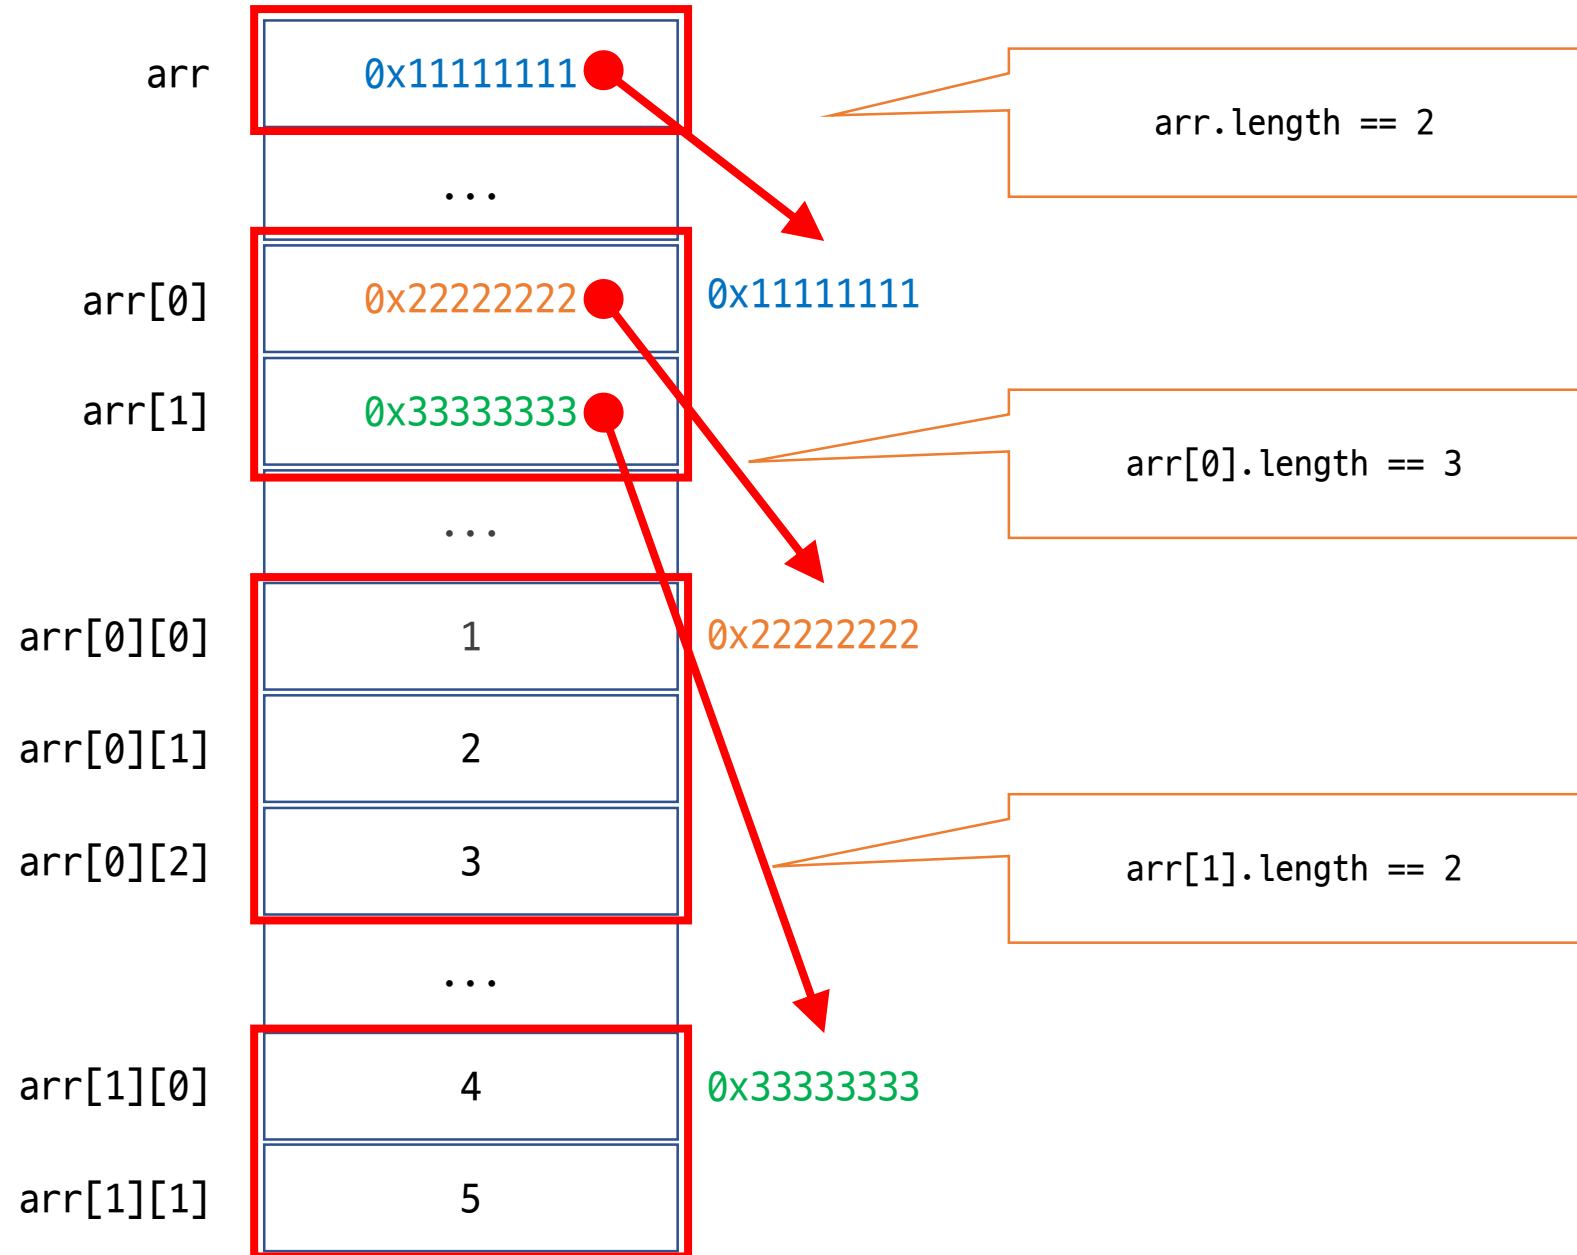 arr 0x11111111
arr.length == 2
...
arr[0] 0x22222222 0x11111111
arr[1] 0x33333333
arr[0].length == 3
...
arr[0][0] 1 0x22222222
arr[0][1] 2
arr[0][2] 3
arr[1].length == 2
...
arr[1][0] 4 0x33333333
arr[1][1] 5